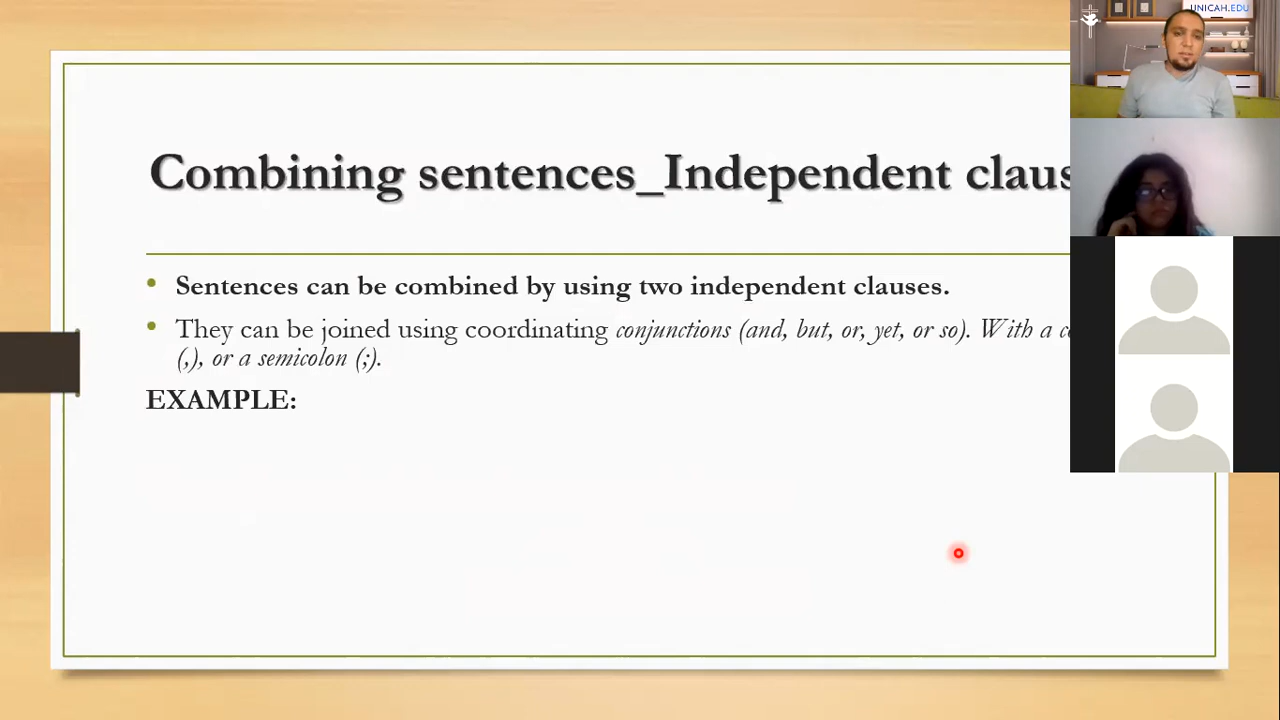 UNICAH.EDU
Combining sentences_Independent
Sentences can be combined by using two independent clauses.
They can be joined using coordinating conjunctions (and, but, or, yet, or so). With a
(,), or a semicolon (;).
EXAMPLE: